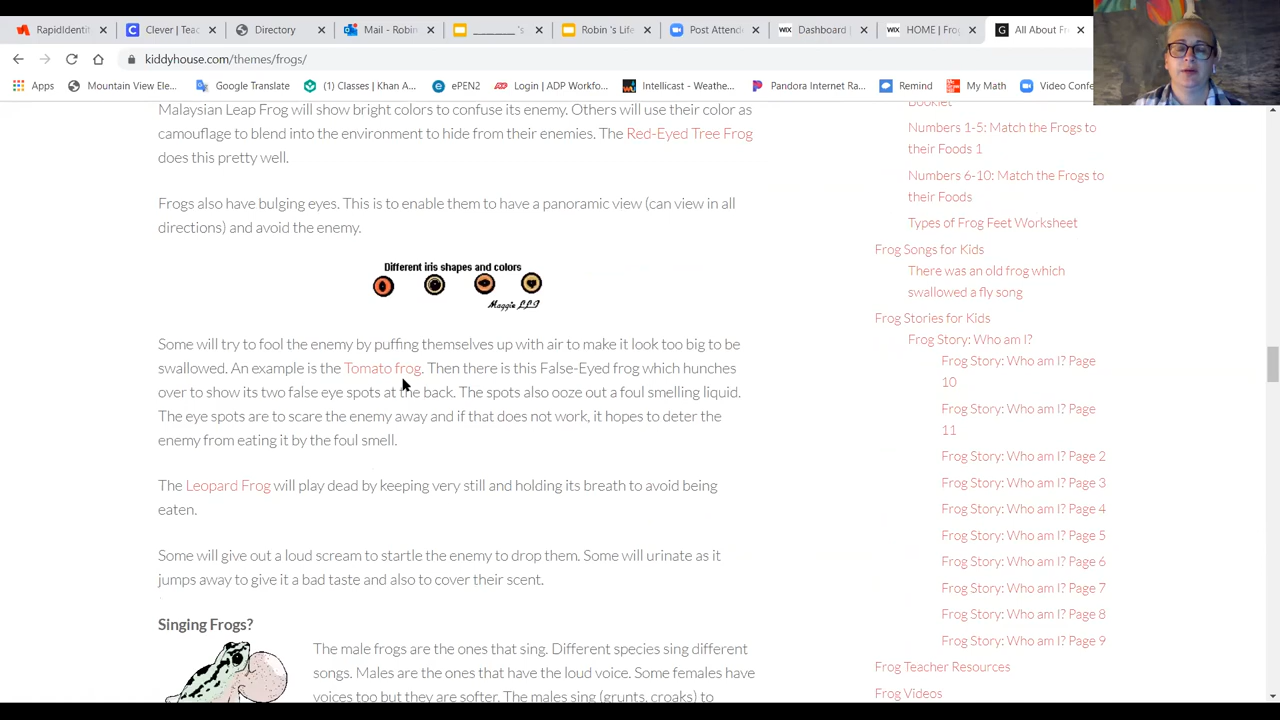 RapidIdentit
Clever | Teac
Directory
Mail - Robin
_______ 's
Robin 's Life
Post Attende
WIX Dashboard |
WIX HOME | Frog
G All About Fro
kiddyhouse.com/themes/frogs/
Apps
Mountain View Ele...
Google Translate
(1) Classes | Khan A...
ePEN2
Login | ADP Workfo...
Intellicast - Weathe...
Pandora Internet Ra...
Remind
My Math
Video Confe
Malaysian Leap Frog will show bright colors to confuse its enemy. Others will use their color as
camouflage to blend into the environment to hide from their enemies. The Red-Eyed Tree Frog
does this pretty well.
Frogs also have bulging eyes. This is to enable them to have a panoramic view (can view in all
directions) and avoid the enemy.
Different iris shapes and colors
Maggie LLI
Some will try to fool the enemy by puffing themselves up with air to make it look too big to be
swallowed. An example is the Tomato frog. Then there is this False-Eyed frog which hunches
over to show its two false eye spots at the back. The spots also ooze out a foul smelling liquid.
The eye spots are to scare the enemy away and if that does not work, it hopes to deter the
enemy from eating it by the foul smell.
The Leopard Frog will play dead by keeping very still and holding its breath to avoid being
eaten.
Some will give out a loud scream to startle the enemy to drop them. Some will urinate as it
jumps away to give it a bad taste and also to cover their scent.
Singing Frogs?
The male frogs are the ones that sing. Different species sing different
songs. Males are the ones that have the loud voice. Some females have
voices too but they are softer. The males sing (grunts, croaks) to
Booklet
Numbers 1-5: Match the Frogs to
their Foods 1
Numbers 6-10: Match the Frogs to
their Foods
Types of Frog Feet Worksheet
Frog Songs for Kids
There was an old frog which
swallowed a fly song
Frog Stories for Kids
Frog Story: Who am I?
Frog Story: Who am I? Page
10
Frog Story: Who am I? Page
11
Frog Story: Who am I? Page 2
Frog Story: Who am I? Page 3
Frog Story: Who am I? Page 4
Frog Story: Who am I? Page 5
Frog Story: Who am I? Page 6
Frog Story: Who am I? Page 7
Frog Story: Who am I? Page 8
Frog Story: Who am I? Page 9
Frog Teacher Resources
Frog Videos